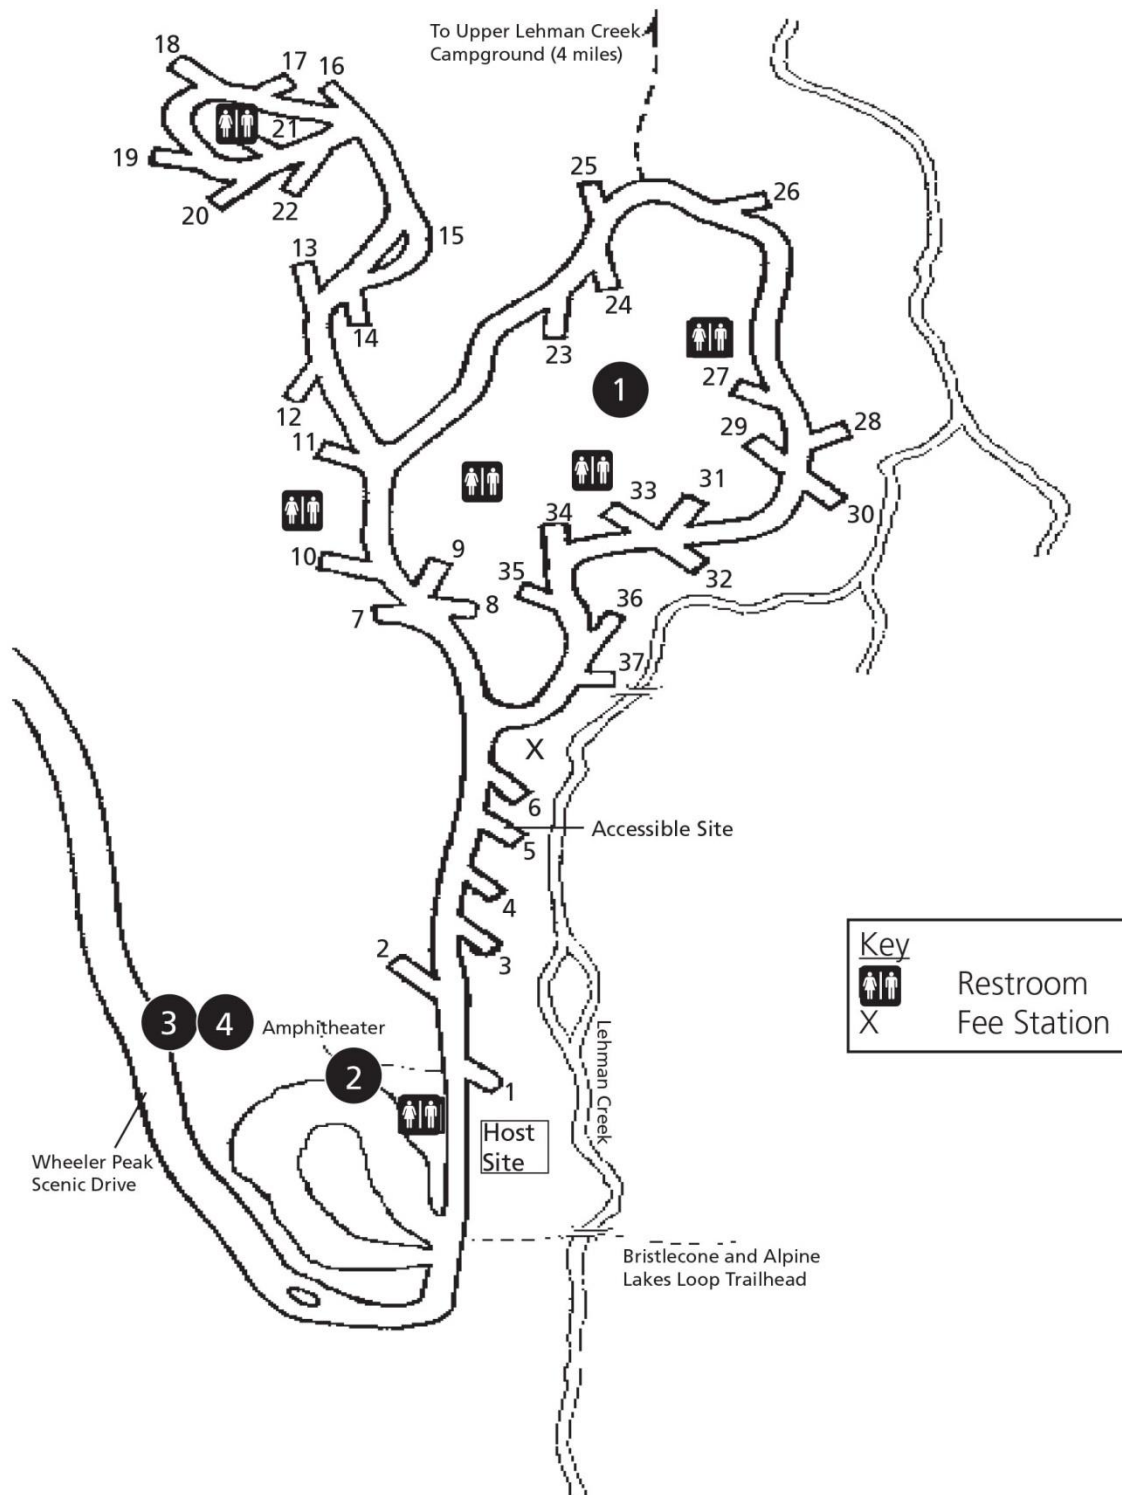 To Upper Lehman Creek
Campground (4 miles)
18
17
16
21
19
20
22
15
13
14
12
11
10
7
9
8
25
26
24
23
1
27
28
29
30
31
33
32
34
35
36
37
X
6
Accessible Site
5
4
3
2
3
4
Amphitheater
2
1
Host
Site
Lehman Creek
Wheeler Peak
Scenic Drive
Bristlecone and Alpine
Lakes Loop Trailhead
Key
Restroom
X Fee Station